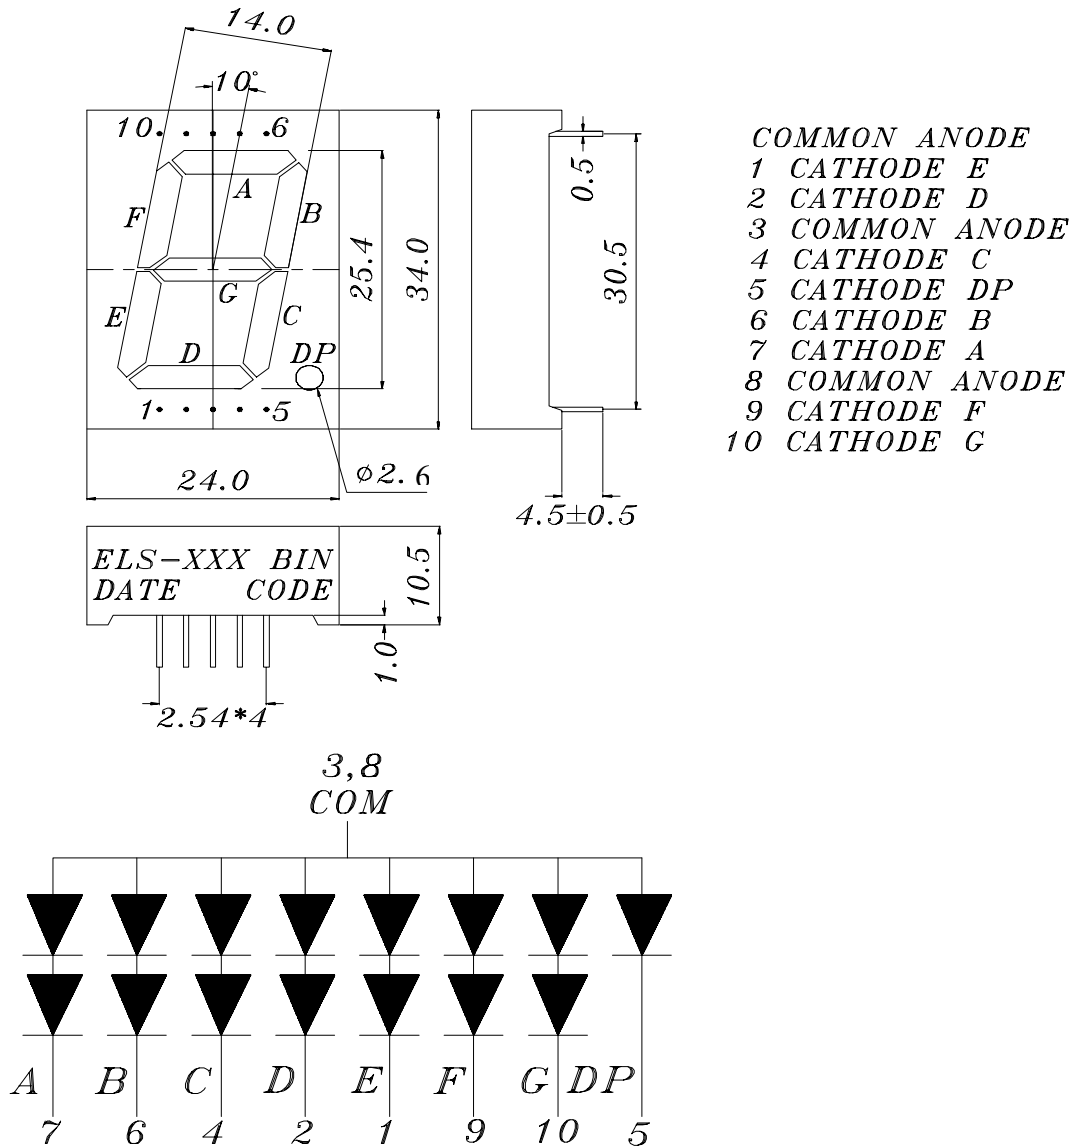 14.0
10°
10 6
A
F B
G
E C
D DP
1 5
25.4
34.0
24.0
ϕ2.6
0.5
30.5
4.5±0.5
COMMON ANODE
1 CATHODE E
2 CATHODE D
3 COMMON ANODE
4 CATHODE C
5 CATHODE DP
6 CATHODE B
7 CATHODE A
8 COMMON ANODE
9 CATHODE F
10 CATHODE G
ELS-XXX BIN
DATE CODE
10.5
1.0
2.54*4
3,8
COM
A B C D E F G DP
7 6 4 2 1 9 10 5